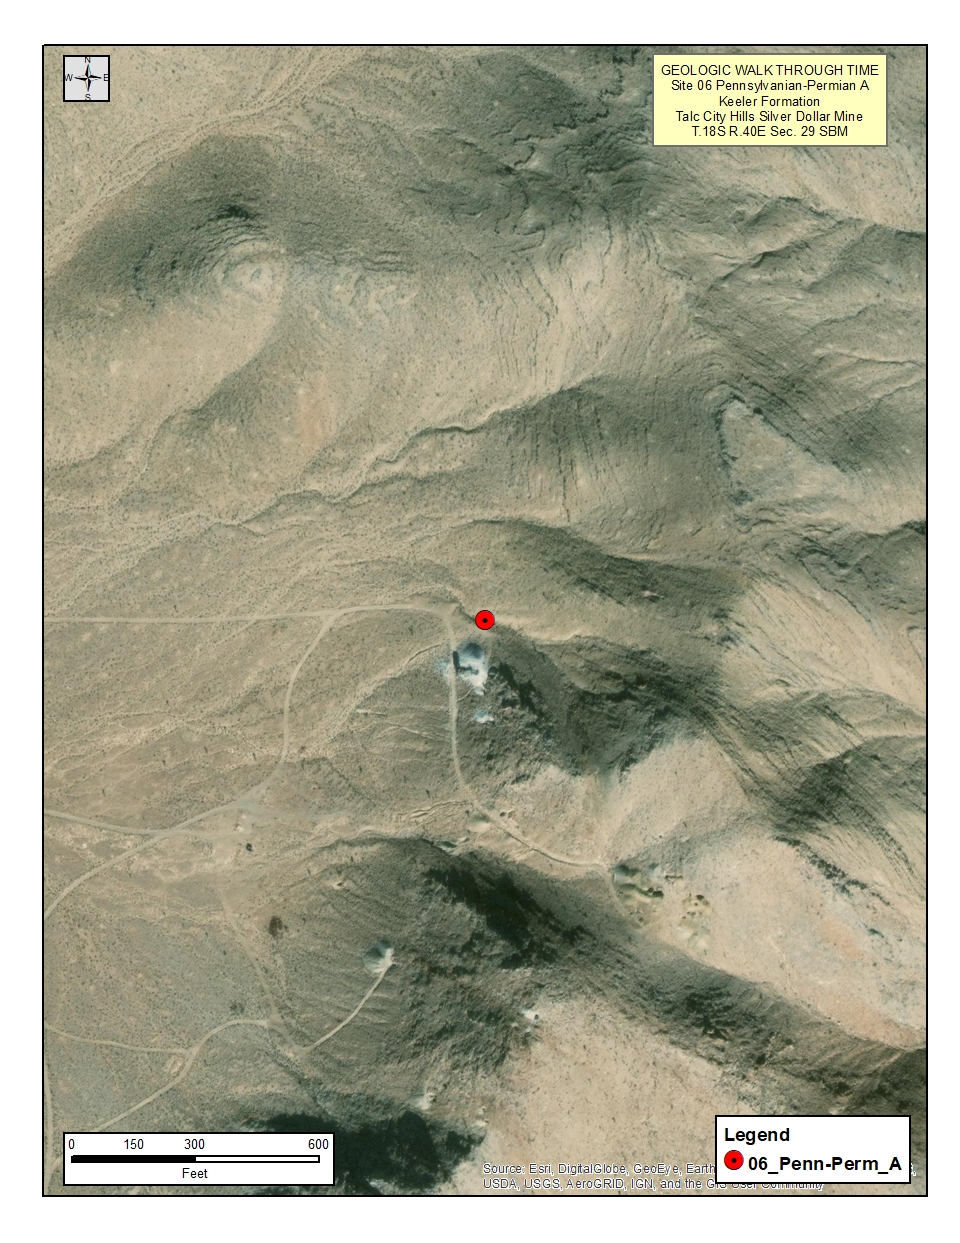 N
W E
S
GEOLOGIC WALK THROUGH TIME
Site 06 Pennsylvanian-Permian A
Keeler Formation
Talc City Hills Silver Dollar Mine
T.18S R.40E Sec. 29 SBM
0 150 300 600
Feet
Legend
06_Penn-Perm_A
Source: Esri, DigitalGlobe, GeoEye, Earth
USDA, USGS, AeroGRID, IGN, and the GIS User Community